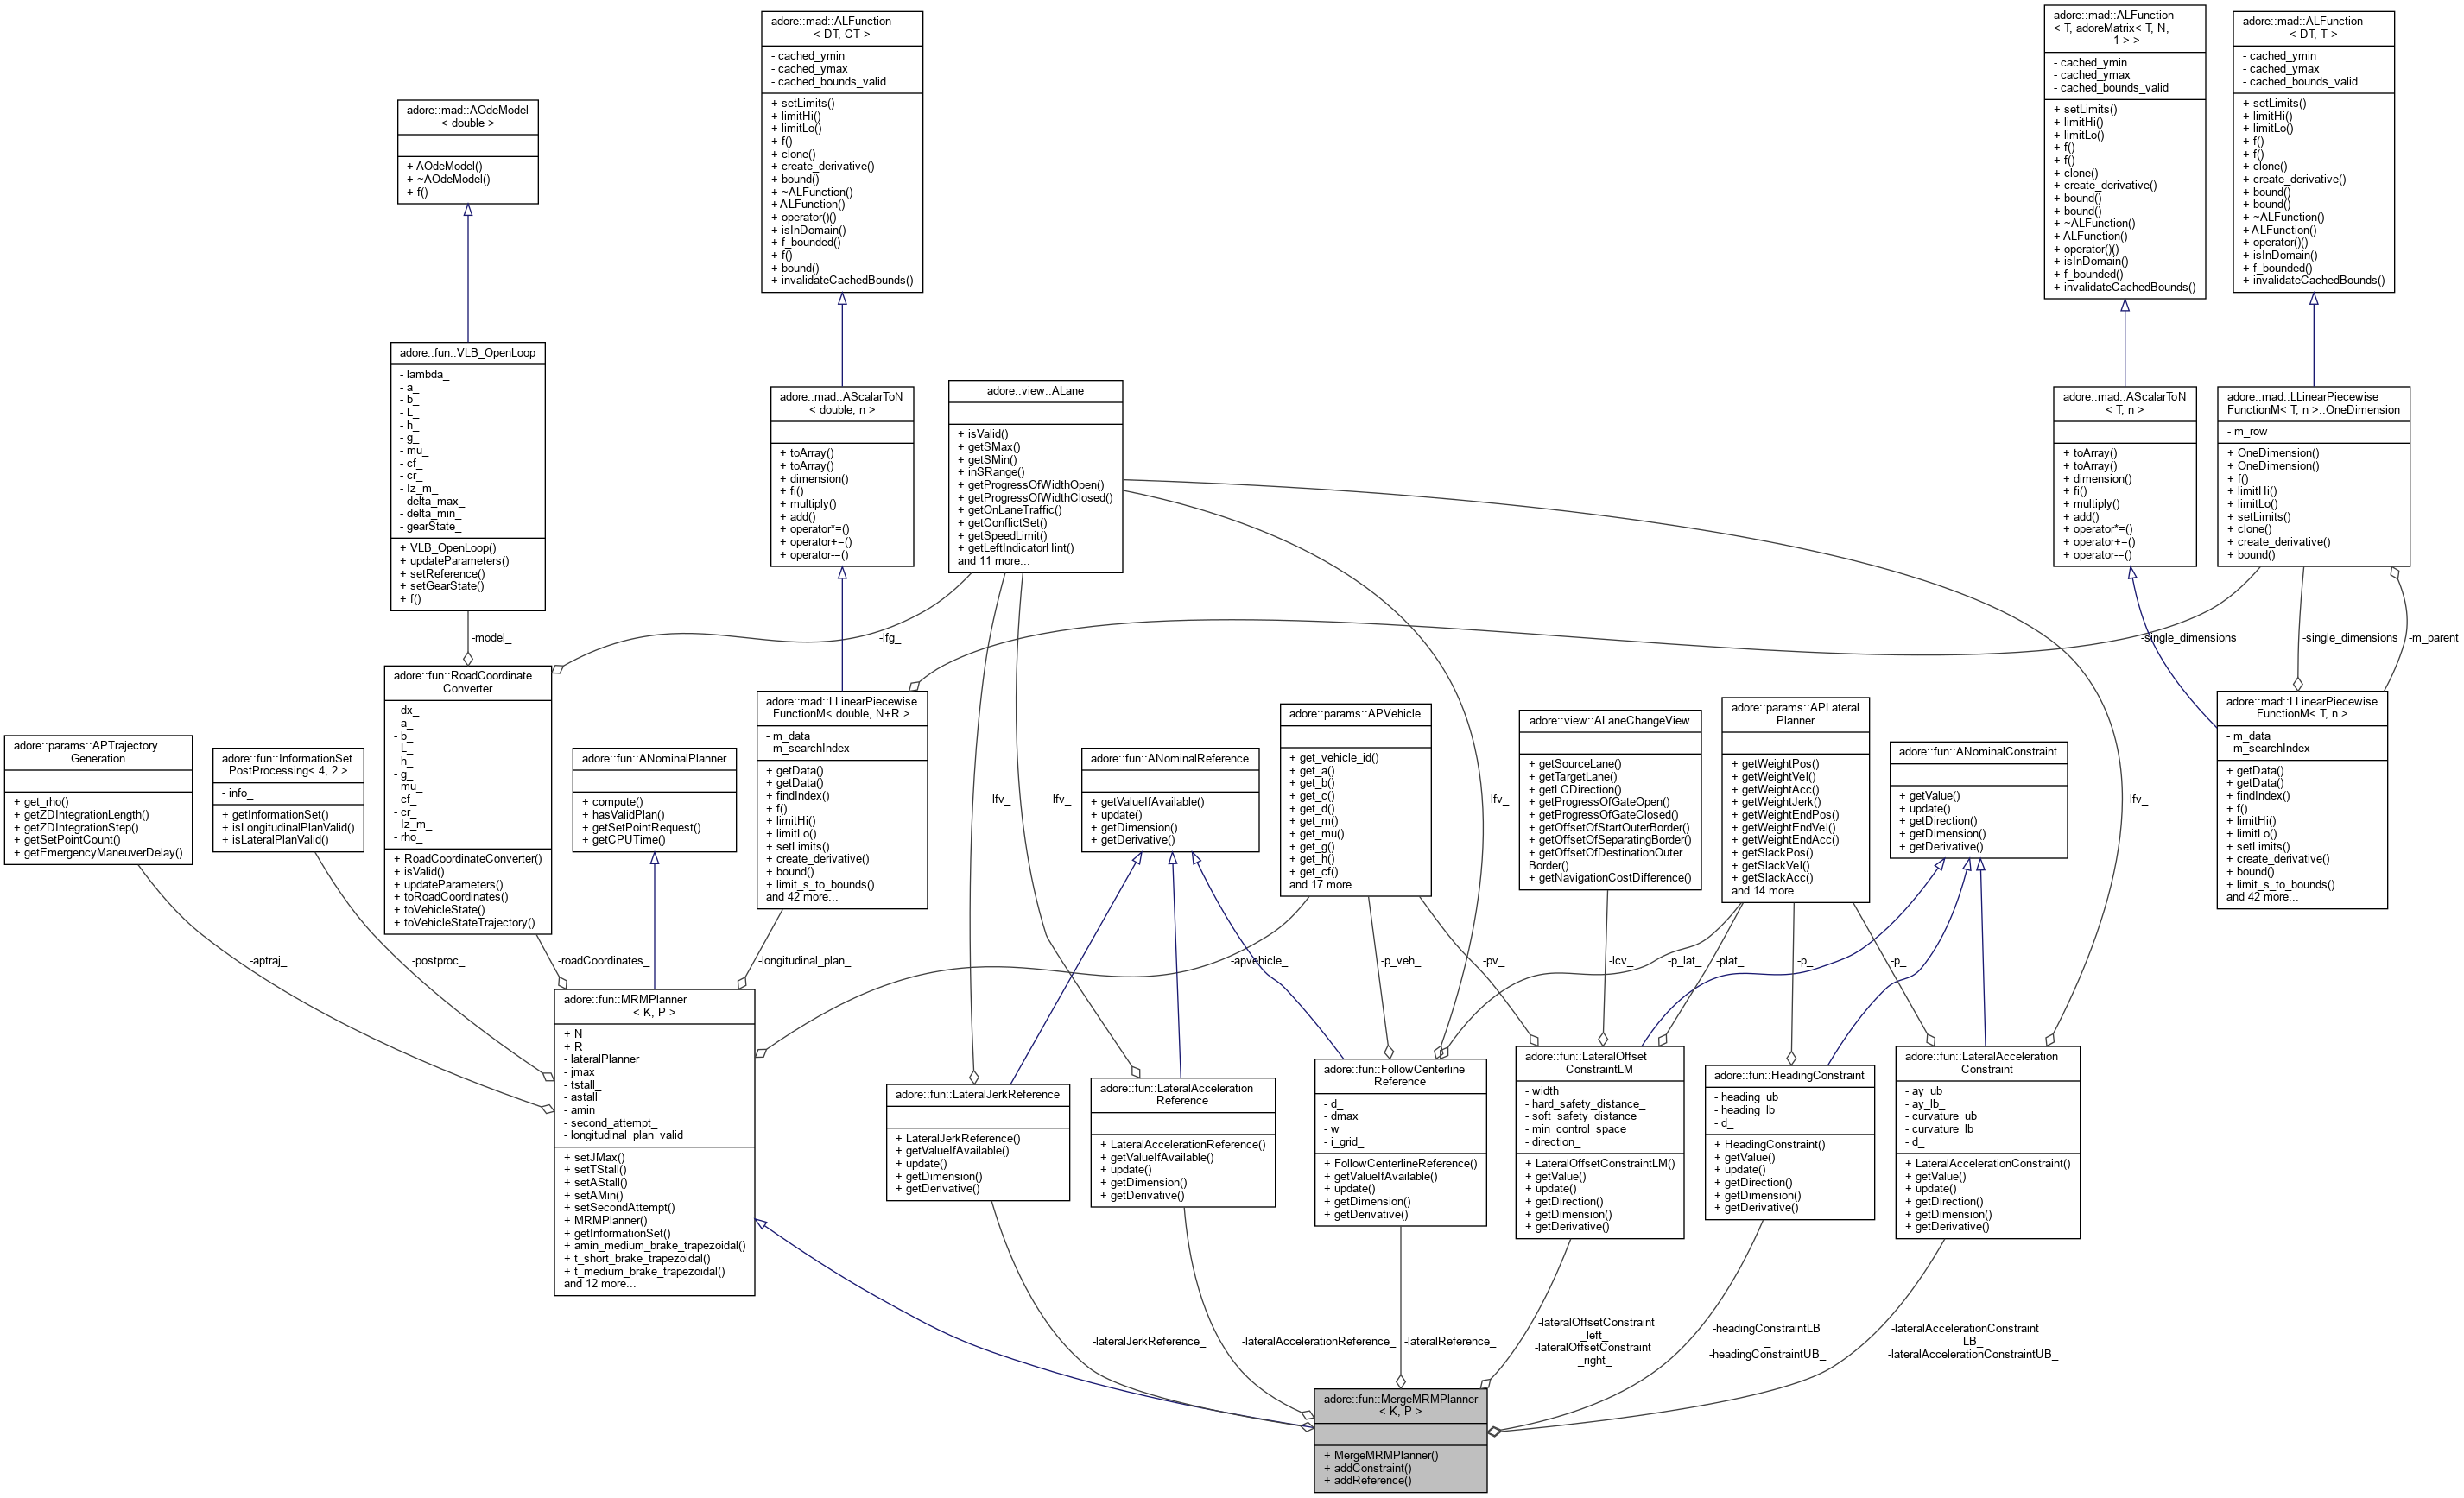 adore::mad::ALFunction
< DT, CT >
- cached_ymin
- cached_ymax
- cached_bounds_valid
+ setLimits()
+ limitHi()
+ limitLo()
+ f()
+ clone()
+ create_derivative()
+ bound()
+ ~ALFunction()
+ ALFunction()
+ operator()()
+ isInDomain()
+ f_bounded()
+ f()
+ bound()
+ invalidateCachedBounds()
adore::mad::ALFunction
< T, adoreMatrix< T, N,
1 > >
- cached_ymin
- cached_ymax
- cached_bounds_valid
+ setLimits()
+ limitHi()
+ limitLo()
+ f()
+ f()
+ clone()
+ create_derivative()
+ bound()
+ bound()
+ ~ALFunction()
+ ALFunction()
+ operator()()
+ isInDomain()
+ f_bounded()
+ invalidateCachedBounds()
adore::mad::ALFunction
< DT, T >
- cached_ymin
- cached_ymax
- cached_bounds_valid
+ setLimits()
+ limitHi()
+ limitLo()
+ f()
+ f()
+ clone()
+ create_derivative()
+ bound()
+ bound()
+ ~ALFunction()
+ ALFunction()
+ operator()()
+ isInDomain()
+ f_bounded()
+ invalidateCachedBounds()
adore::mad::AOdeModel
< double >
+ AOdeModel()
+ ~AOdeModel()
+ f()
adore::fun::VLB_OpenLoop
- lambda_
- a_
- b_
- L_
- h_
- g_
- mu_
- cf_
- cr_
- Iz_m_
- delta_max_
- delta_min_
- gearState_
+ VLB_OpenLoop()
+ updateParameters()
+ setReference()
+ setGearState()
+ f()
adore::mad::AScalarToN
< double, n >
+ toArray()
+ toArray()
+ dimension()
+ fi()
+ multiply()
+ add()
+ operator*=()
+ operator+=()
+ operator-=()
adore::view::ALane
+ isValid()
+ getSMax()
+ getSMin()
+ inSRange()
+ getProgressOfWidthOpen()
+ getProgressOfWidthClosed()
+ getOnLaneTraffic()
+ getConflictSet()
+ getSpeedLimit()
+ getLeftIndicatorHint()
and 11 more...
adore::mad::AScalarToN
< T, n >
+ toArray()
+ toArray()
+ dimension()
+ fi()
+ multiply()
+ add()
+ operator*=()
+ operator+=()
+ operator-=()
adore::mad::LLinearPiecewise
FunctionM< T, n >::OneDimension
- m_row
+ OneDimension()
+ OneDimension()
+ f()
+ limitHi()
+ limitLo()
+ setLimits()
+ clone()
+ create_derivative()
+ bound()
-model_
-lfg_
-single_dimensions
-single_dimensions
-m_parent
adore::params::APTrajectory
Generation
+ get_rho()
+ getZDIntegrationLength()
+ getZDIntegrationStep()
+ getSetPointCount()
+ getEmergencyManeuverDelay()
adore::fun::InformationSet
PostProcessing< 4, 2 >
- info_
+ getInformationSet()
+ isLongitudinalPlanValid()
+ isLateralPlanValid()
adore::fun::RoadCoordinate
Converter
- dx_
- a_
- b_
- L_
- h_
- g_
- mu_
- cf_
- cr_
- Iz_m_
- rho_
+ RoadCoordinateConverter()
+ isValid()
+ updateParameters()
+ toRoadCoordinates()
+ toVehicleState()
+ toVehicleStateTrajectory()
adore::fun::ANominalPlanner
+ compute()
+ hasValidPlan()
+ getSetPointRequest()
+ getCPUTime()
adore::mad::LLinearPiecewise
FunctionM< double, N+R >
- m_data
- m_searchIndex
+ getData()
+ getData()
+ findIndex()
+ f()
+ limitHi()
+ limitLo()
+ setLimits()
+ create_derivative()
+ bound()
+ limit_s_to_bounds()
and 42 more...
-lfv_
-lfv_
adore::fun::ANominalReference
+ getValueIfAvailable()
+ update()
+ getDimension()
+ getDerivative()
adore::params::APVehicle
+ get_vehicle_id()
+ get_a()
+ get_b()
+ get_c()
+ get_d()
+ get_m()
+ get_mu()
+ get_g()
+ get_h()
+ get_cf()
and 17 more...
-lfv_
adore::view::ALaneChangeView
+ getSourceLane()
+ getTargetLane()
+ getLCDirection()
+ getProgressOfGateOpen()
+ getProgressOfGateClosed()
+ getOffsetOfStartOuterBorder()
+ getOffsetOfSeparatingBorder()
+ getOffsetOfDestinationOuter
Border()
+ getNavigationCostDifference()
adore::params::APLateral
Planner
+ getWeightPos()
+ getWeightVel()
+ getWeightAcc()
+ getWeightJerk()
+ getWeightEndPos()
+ getWeightEndVel()
+ getWeightEndAcc()
+ getSlackPos()
+ getSlackVel()
+ getSlackAcc()
and 14 more...
adore::fun::ANominalConstraint
+ getValue()
+ update()
+ getDirection()
+ getDimension()
+ getDerivative()
-lfv_
adore::mad::LLinearPiecewise
FunctionM< T, n >
- m_data
- m_searchIndex
+ getData()
+ getData()
+ findIndex()
+ f()
+ limitHi()
+ limitLo()
+ setLimits()
+ create_derivative()
+ bound()
+ limit_s_to_bounds()
and 42 more...
-aptraj_
-postproc_
-roadCoordinates_
-longitudinal_plan_
-apvehicle_
-p_veh_
-pv_
-lcv_
-p_lat_
-plat_
-p_
-p_
adore::fun::MRMPlanner
< K, P >
+ N
+ R
- lateralPlanner_
- jmax_
- tstall_
- astall_
- amin_
- second_attempt_
- longitudinal_plan_valid_
+ setJMax()
+ setTStall()
+ setAStall()
+ setAMin()
+ setSecondAttempt()
+ MRMPlanner()
+ getInformationSet()
+ amin_medium_brake_trapezoidal()
+ t_short_brake_trapezoidal()
+ t_medium_brake_trapezoidal()
and 12 more...
adore::fun::LateralJerkReference
+ LateralJerkReference()
+ getValueIfAvailable()
+ update()
+ getDimension()
+ getDerivative()
adore::fun::LateralAcceleration
Reference
+ LateralAccelerationReference()
+ getValueIfAvailable()
+ update()
+ getDimension()
+ getDerivative()
adore::fun::FollowCenterline
Reference
- d_
- dmax_
- w_
- i_grid_
+ FollowCenterlineReference()
+ getValueIfAvailable()
+ update()
+ getDimension()
+ getDerivative()
adore::fun::LateralOffset
ConstraintLM
- width_
- hard_safety_distance_
- soft_safety_distance_
- min_control_space_
- direction_
+ LateralOffsetConstraintLM()
+ getValue()
+ update()
+ getDirection()
+ getDimension()
+ getDerivative()
adore::fun::HeadingConstraint
- heading_ub_
- heading_lb_
- d_
+ HeadingConstraint()
+ getValue()
+ update()
+ getDirection()
+ getDimension()
+ getDerivative()
adore::fun::LateralAcceleration
Constraint
- ay_ub_
- ay_lb_
- curvature_ub_
- curvature_lb_
- d_
+ LateralAccelerationConstraint()
+ getValue()
+ update()
+ getDirection()
+ getDimension()
+ getDerivative()
-lateralJerkReference_
-lateralAccelerationReference_
-lateralReference_
-lateralOffsetConstraint
_left_
-lateralOffsetConstraint
_right_
-headingConstraintLB
_
-headingConstraintUB_
-lateralAccelerationConstraint
LB_
-lateralAccelerationConstraintUB_
adore::fun::MergeMRMPlanner
< K, P >
+ MergeMRMPlanner()
+ addConstraint()
+ addReference()